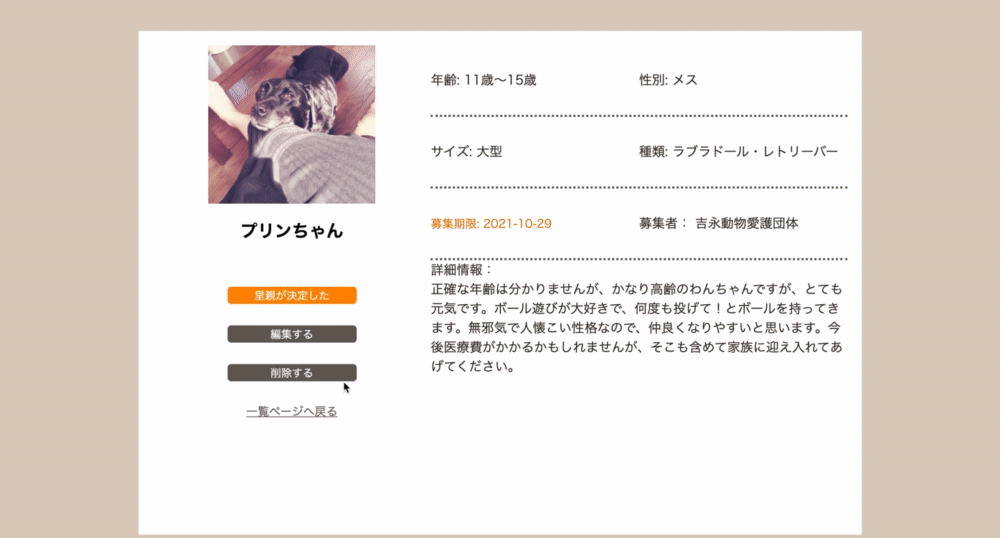 年齢: 11歳〜15歳
性別: メス
サイズ: 大型
種類: ラブラドール・レトリーバー
募集期限: 2021-10-29
募集者： 吉永動物愛護団体
プリンちゃん
里親が決定した
編集する
削除する
一覧ページへ戻る
詳細情報：
正確な年齢は分かりませんが、かなり高齢のわんちゃんですが、とても
元気です。ボール遊びが大好きで、何度も投げて！とボールを持ってき
ます。無邪気で人懐こい性格なので、仲良くなりやすいと思います。今
後医療費がかかるかもしれませんが、そこも含めて家族に迎え入れてあ
げてください。